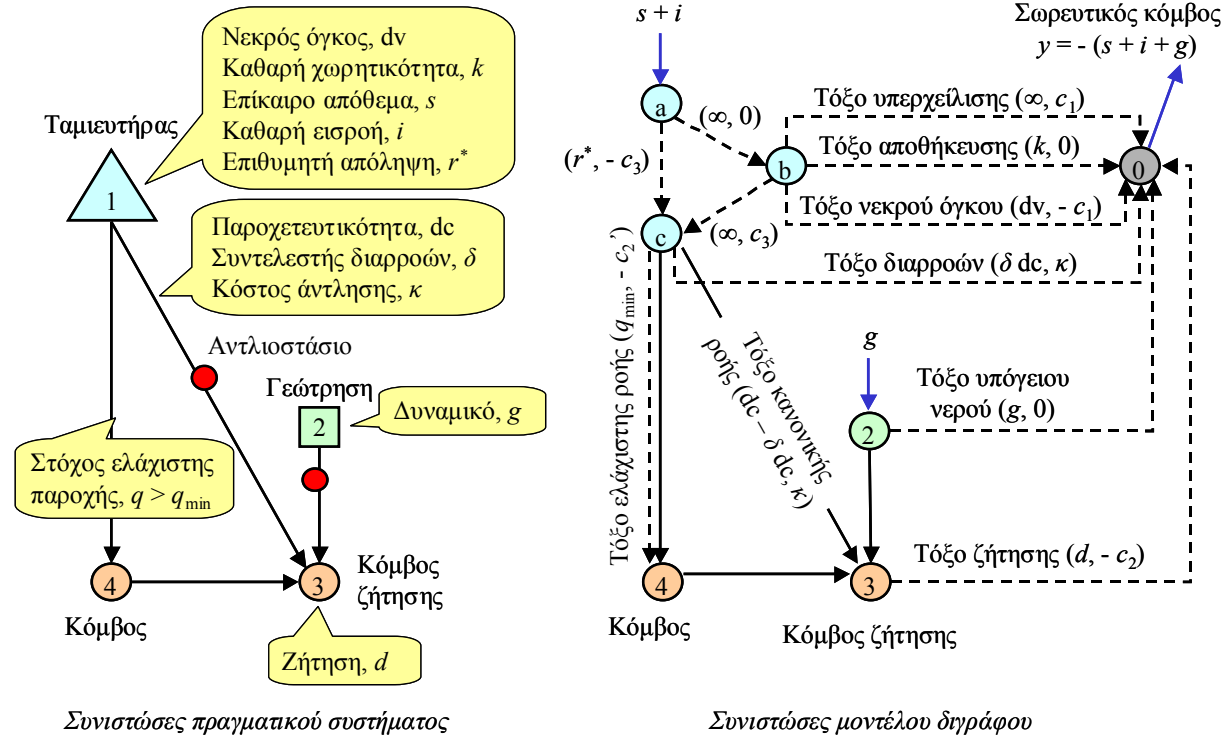 Νεκρός όγκος, dv
Καθαρή χωρητικότητα, k
Επίκαιρο απόθεμα, s
Καθαρή εισροή, i
Επιθυμητή απόληψη, r*
Ταμιευτήρας
1
Παροχετευτικότητα, dc
Συντελεστής διαρροών, δ
Κόστος άντλησης, κ
Αντλιοστάσιο
Γεώτρηση
2
Δυναμικό, g
Στόχος ελάχιστης
παροχής, q > qmin
4
Κόμβος
3
Κόμβος
ζήτησης
Ζήτηση, d
Συνιστώσες πραγματικού συστήματος
s + i
Σωρευτικός κόμβος
y = - (s + i + g)
a
(∞, 0)
Τόξο υπερχείλισης (∞, c1)
(r*, - c3)
b
Τόξο αποθήκευσης (k, 0)
0
Τόξο νεκρού όγκου (dv, - c1)
c
(∞, c3)
Τόξο διαρροών (δ dc, κ)
Τόξο ελάχιστης ροής (qmin, - c2’)
Τόξο κανονικής
ροής (dc – δ dc, κ)
g
2
Τόξο υπόγειου
νερού (g, 0)
Τόξο ζήτησης (d, - c2)
4
Κόμβος
3
Κόμβος ζήτησης
Συνιστώσες μοντέλου διγράφου